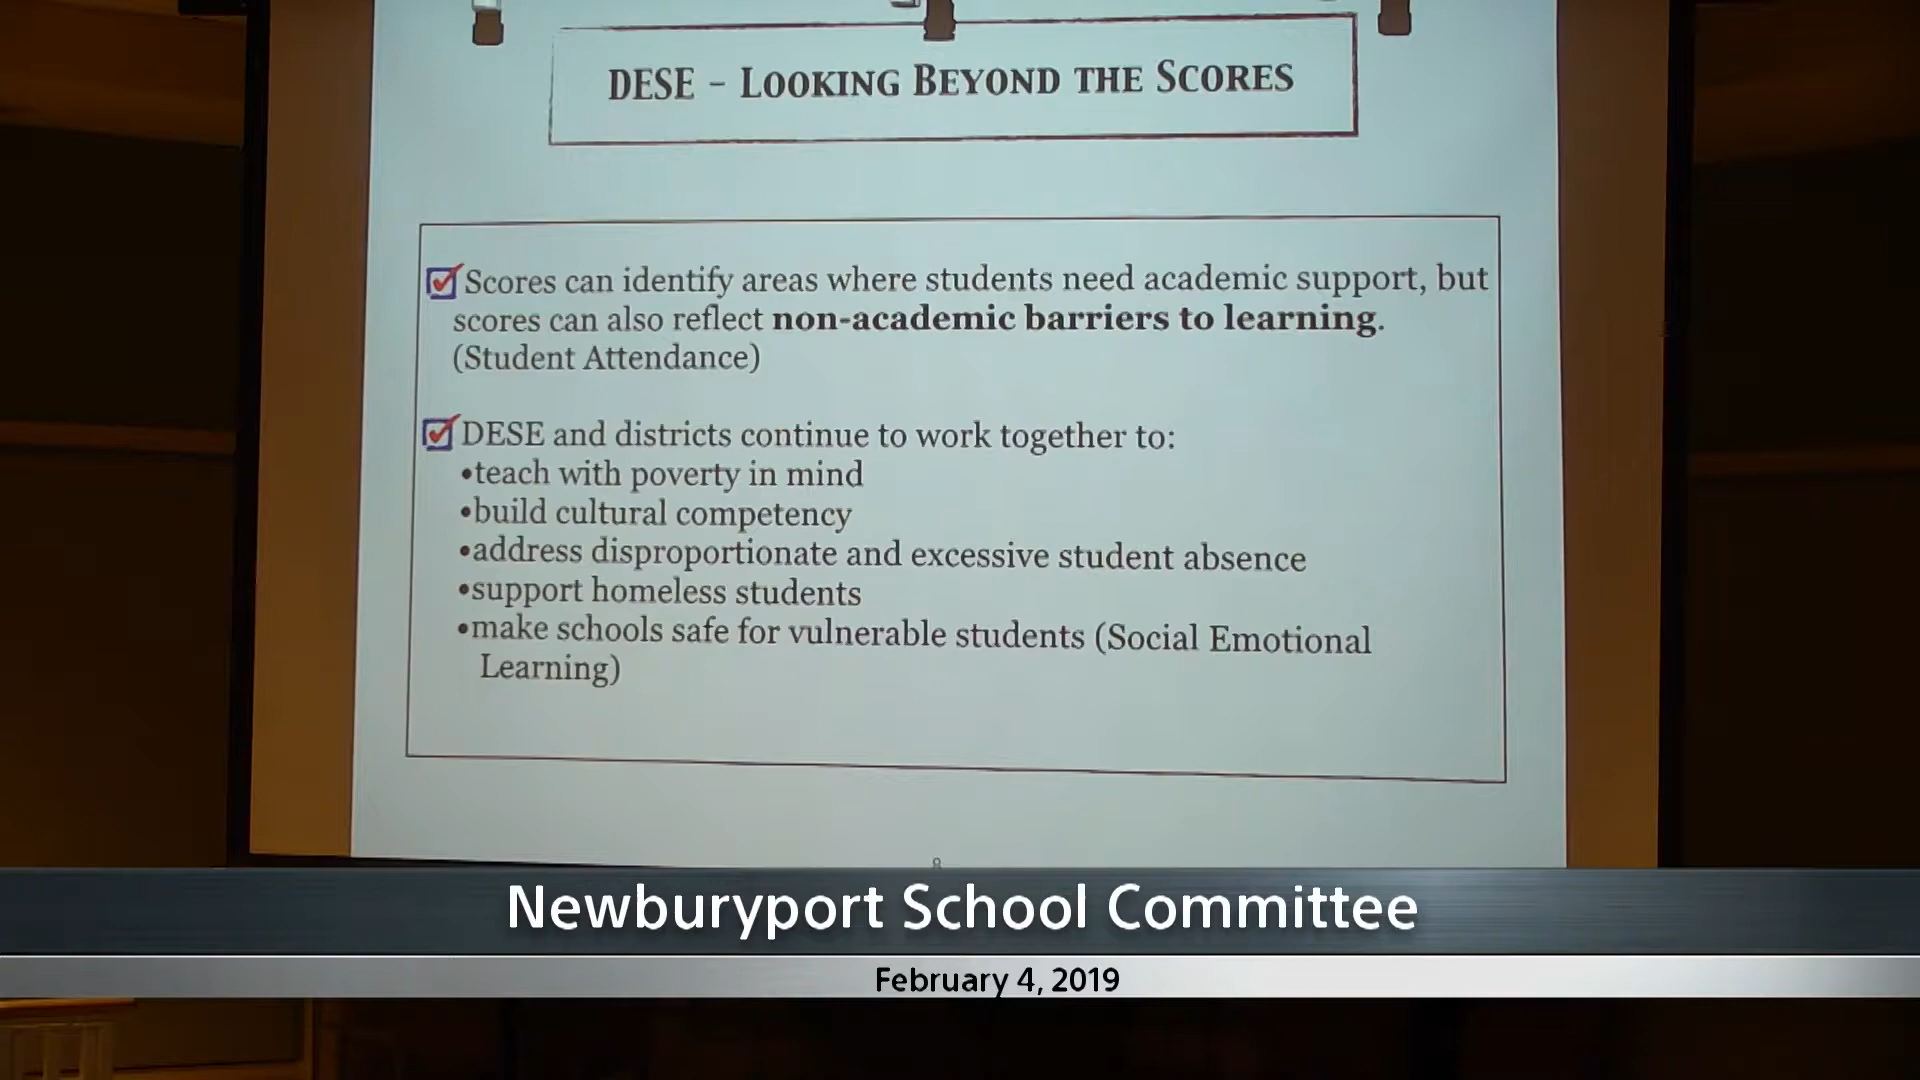 DESE – LOOKING BEYOND THE SCORES
Scores can identify areas where students need academic support, but
scores can also reflect non-academic barriers to learning.
(Student Attendance)
DESE and districts continue to work together to:
•teach with poverty in mind
•build cultural competency
•address disproportionate and excessive student absence
•support homeless students
•make schools safe for vulnerable students (Social Emotional
Learning)
8
Newburyport School Committee
February 4, 2019